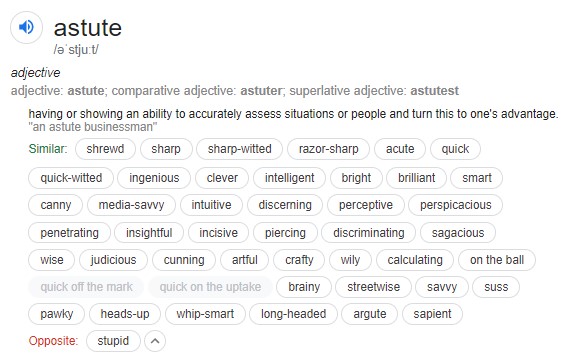 astute
/əˈstjuːt/
adjective
adjective: astute; comparative adjective: astuter; superlative adjective: astutest
having or showing an ability to accurately assess situations or people and turn this to one's advantage.
"an astute businessman"
Similar: shrewd sharp sharp-witted razor-sharp acute quick
quick-witted ingenious clever intelligent bright brilliant smart
canny media-savvy intuitive discerning perceptive perspicacious
penetrating insightful incisive piercing discriminating sagacious
wise judicious cunning artful crafty wily calculating on the ball
quick off the mark quick on the uptake brainy streetwise savvy suss
pawky heads-up whip-smart long-headed argute sapient
Opposite: stupid